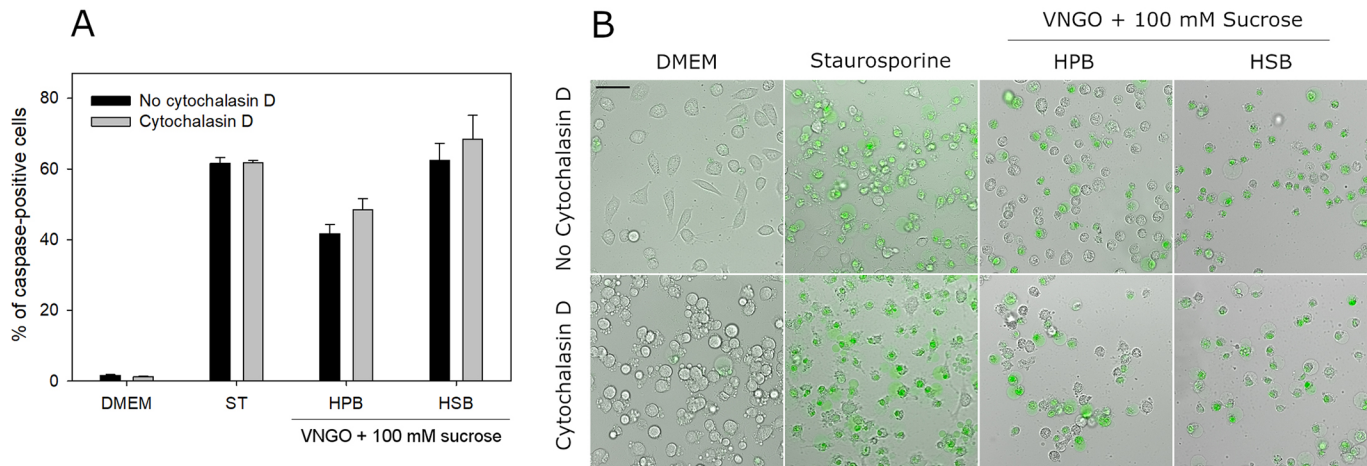 A
% of caspase-positive cells
80
60
40
20
0
No cytochalasin D
Cytochalasin D
DMEM
ST
HPB
HSB
VNGO + 100 mM sucrose
B
VNGO + 100 mM Sucrose
DMEM
Staurosporine
HPB
HSB
No Cytochalasin D
Cytochalasin D